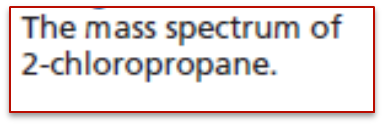 The mass spectrum of
2-chloropropane.